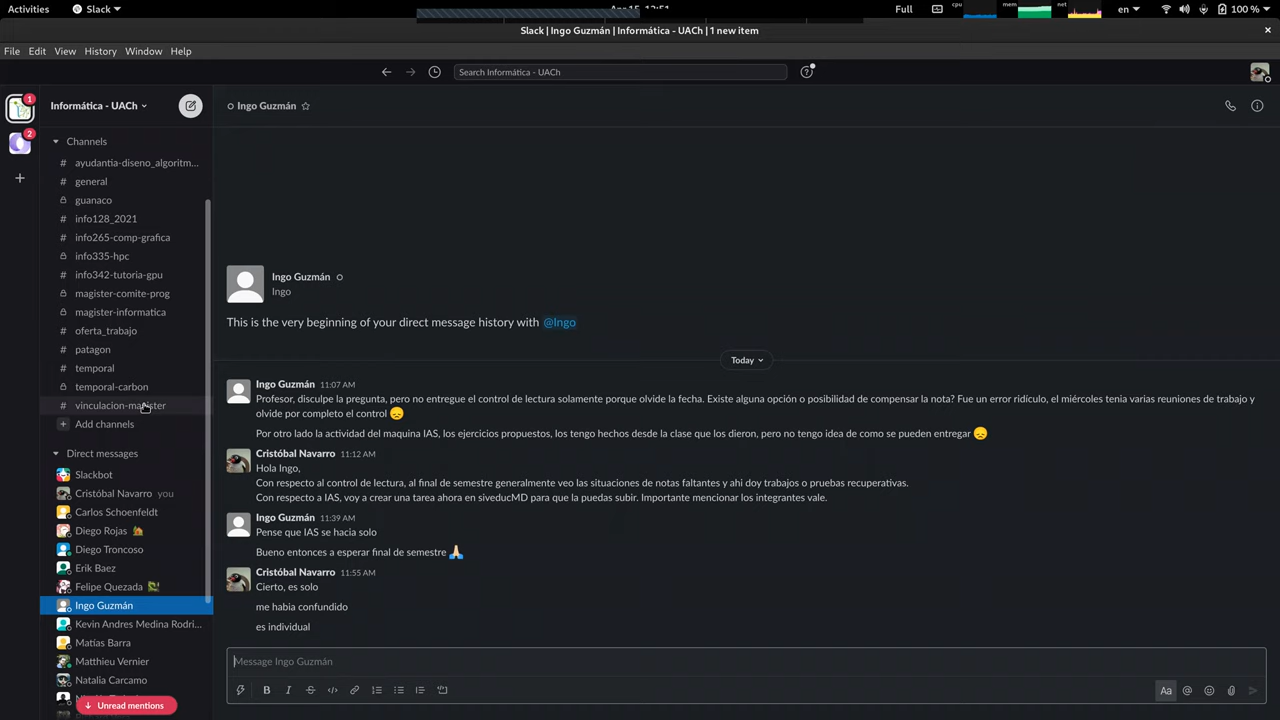 Activities
Slack
Full
cpu
mem
net
en
100 %
Slack | Ingo Guzmán | Informática - UACh | 1 new item
File Edit View History Window Help
Search Informática - UACh
1
2
Informática - UACh
Ingo Guzmán
Channels
# ayudantia-diseno_algoritm...
# general
guanaco
# info128_2021
# info265-comp-grafica
info335-hpc
# info342-tutoria-gpu
magister-comite-prog
magister-informatica
# oferta_trabajo
# patagon
# temporal
temporal-carbon
# vinculacion-magister
+ Add channels
Direct messages
Slackbot
Cristóbal Navarro you
Carlos Schoenfeldt
Diego Rojas
Diego Troncoso
Erik Baez
Felipe Quezada
Ingo Guzmán
Kevin Andres Medina Rodri...
Matías Barra
Matthieu Vernier
Natalia Carcamo
Unread mentions
Ingo Guzmán
Ingo
This is the very beginning of your direct message history with @Ingo
Today
Ingo Guzmán 11:07 AM
Profesor, disculpe la pregunta, pero no entregue el control de lectura solamente porque olvide la fecha. Existe alguna opción o posibilidad de compensar la nota? Fue un error ridículo, el miércoles tenia varias reuniones de trabajo y
olvide por completo el control 😞
Por otro lado la actividad del maquina IAS, los ejercicios propuestos, los tengo hechos desde la clase que los dieron, pero no tengo idea de como se pueden entregar 😞
Cristóbal Navarro 11:12 AM
Hola Ingo,
Con respecto al control de lectura, al final de semestre generalmente veo las situaciones de notas faltantes y ahi doy trabajos o pruebas recuperativas.
Con respecto a IAS, voy a crear una tarea ahora en siveducMD para que la puedas subir. Importante mencionar los integrantes vale.
Ingo Guzmán 11:39 AM
Pense que IAS se hacia solo
Bueno entonces a esperar final de semestre 🙏🏻
Cristóbal Navarro 11:55 AM
Cierto, es solo
me habia confundido
es individual
Message Ingo Guzmán
B I S Aa @